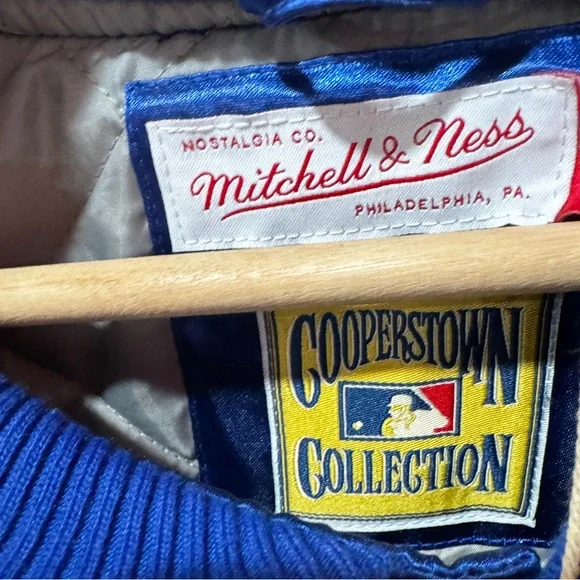 NOSTALGIA CO.
Mitchell & Ness
PHILADELPHIA, PA.
COOPERSTOWN
COLLECTION